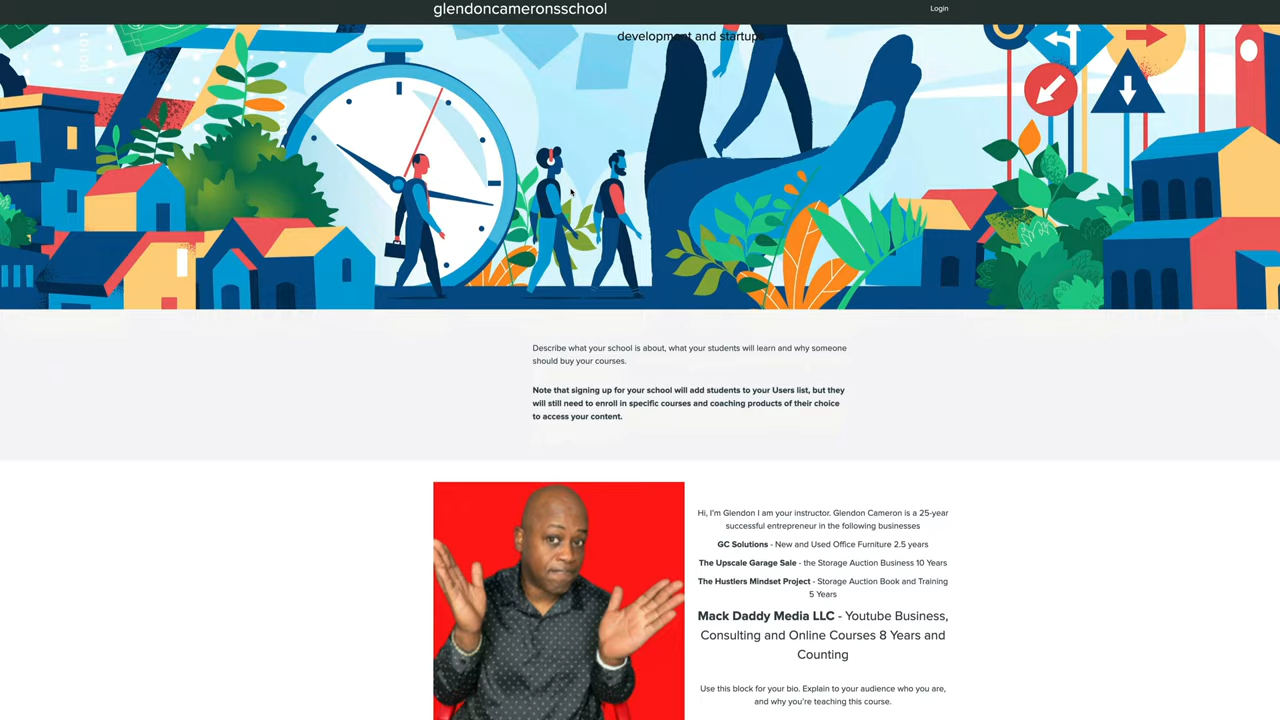 glendoncameronsschool
Login
development and startups
Describe what your school is about, what your students will learn and why someone
should buy your courses.
Note that signing up for your school will add students to your Users list, but they
will still need to enroll in specific courses and coaching products of their choice
to access your content.
Hi, I'm Glendon I am your instructor. Glendon Cameron is a 25-year
successful entrepreneur in the following businesses
GC Solutions - New and Used Office Furniture 2.5 years
The Upscale Garage Sale - the Storage Auction Business 10 Years
The Hustlers Mindset Project - Storage Auction Book and Training
5 Years
Mack Daddy Media LLC - Youtube Business,
Consulting and Online Courses 8 Years and
Counting
Use this block for your bio. Explain to your audience who you are,
and why you're teaching this course.